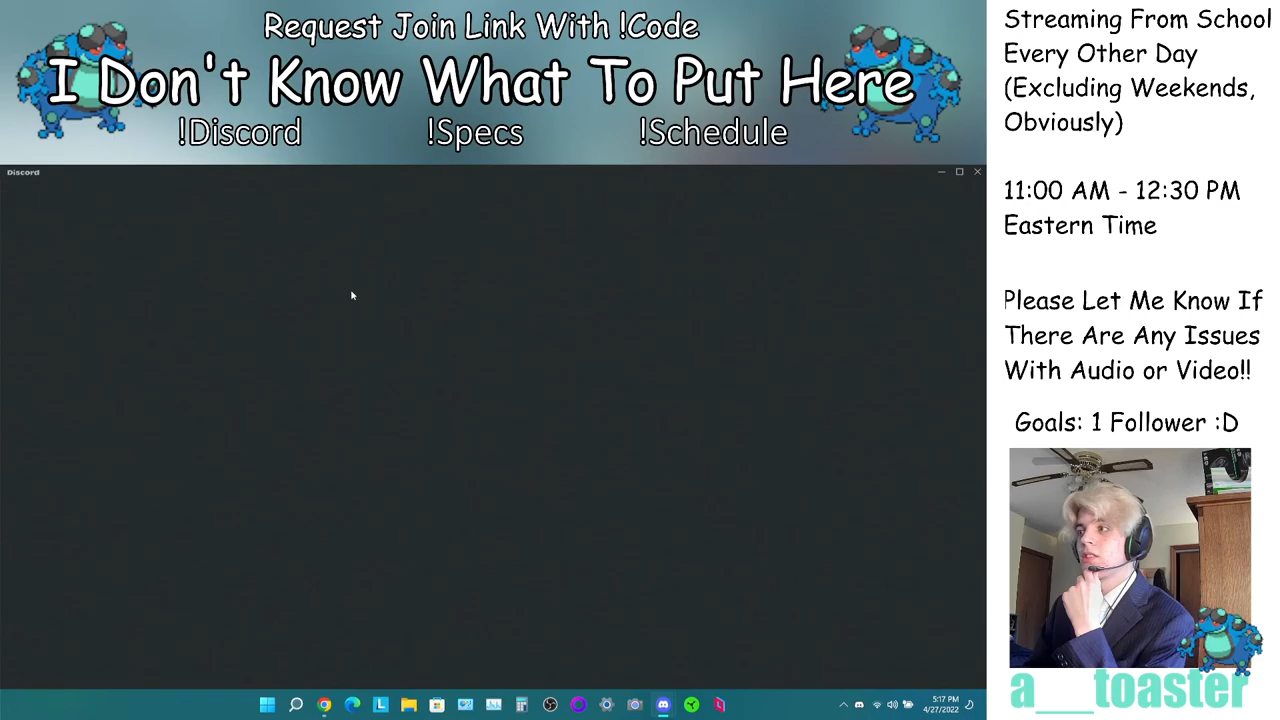 Request Join Link With !Code
I Don't Know What To Put Here
!Discord !Specs !Schedule
Discord
Streaming From School
Every Other Day
(Excluding Weekends,
Obviously)
11:00 AM - 12:30 PM
Eastern Time
Please Let Me Know If
There Are Any Issues
With Audio or Video!!
Goals: 1 Follower :D
a__toaster
5:17 PM
4/27/2022